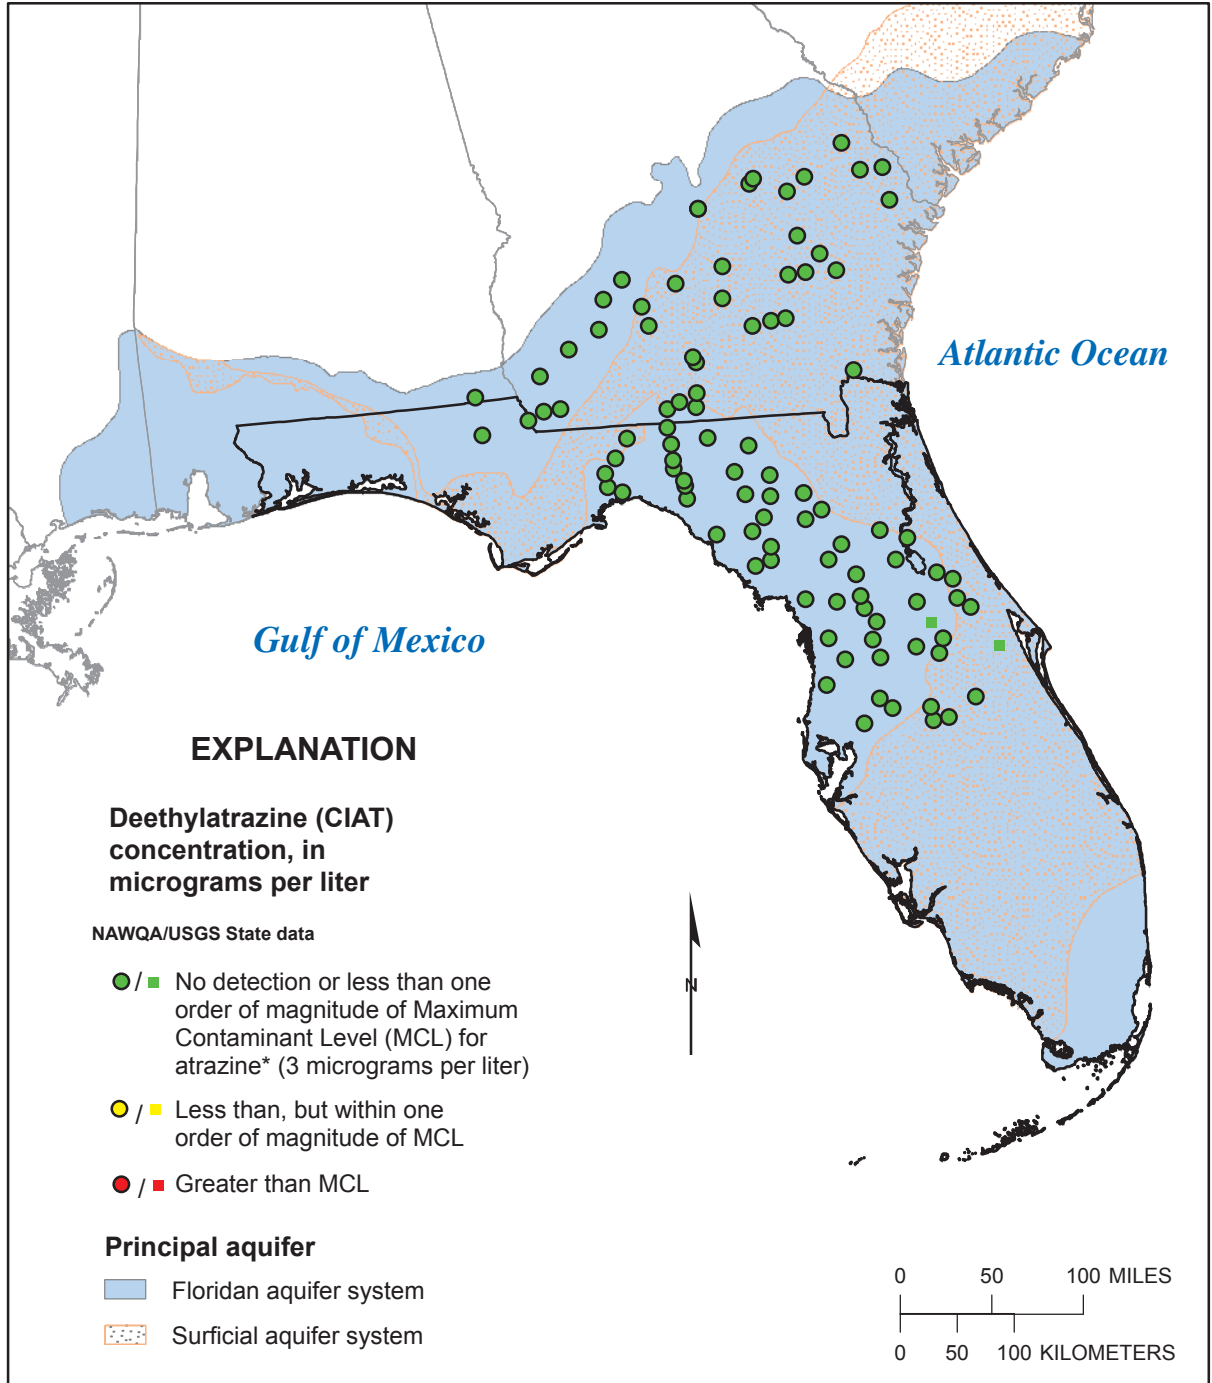 Atlantic Ocean
Gulf of Mexico
EXPLANATION
Deethylatrazine (CIAT)
concentration, in
micrograms per liter
NAWQA/USGS State data
/ No detection or less than one
order of magnitude of Maximum
Contaminant Level (MCL) for
atrazine* (3 micrograms per liter)
/ Less than, but within one
order of magnitude of MCL
/ Greater than MCL
Principal aquifer
Floridan aquifer system
Surficial aquifer system
N
0 50 100 MILES
0 50 100 KILOMETERS